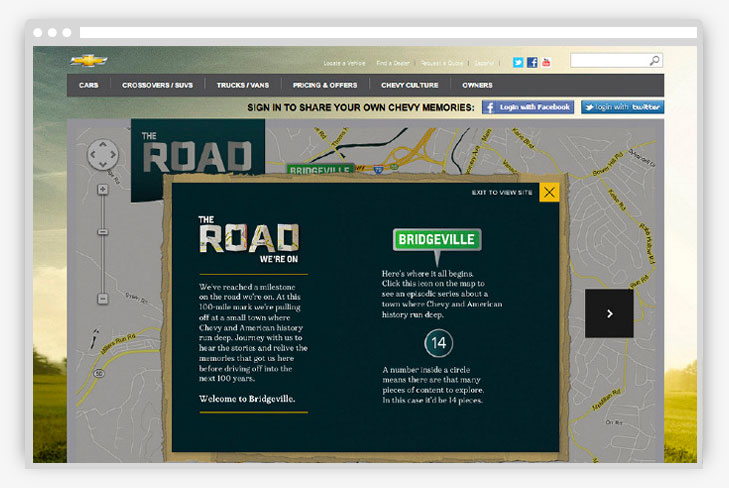 Locate a Vehicle Find a Dealer Request a Quote Español
CARS CROSSOVERS / SUVS TRUCKS / VANS PRICING & OFFERS CHEVY CULTURE OWNERS
SIGN IN TO SHARE YOUR OWN CHEVY MEMORIES: Login with Facebook login with twitter
THE
ROAD
BRIDGEVILLE
EXIT TO VIEW SITE
THE
ROAD
WE'RE ON
We've reached a milestone
on the road we're on. At this
100-mile mark we're pulling
off at a small town where
Chevy and American history
run deep. Journey with us to
hear the stories and relive the
memories that got us here
before driving off into the
next 100 years.
Welcome to Bridgeville.
BRIDGEVILLE
Here's where it all begins.
Click this icon on the map to
see an episodic series about a
town where Chevy and American
history run deep.
14
A number inside a circle
means there are that many
pieces of content to explore.
In this case it'd be 14 pieces.
Millers Run Rd
50